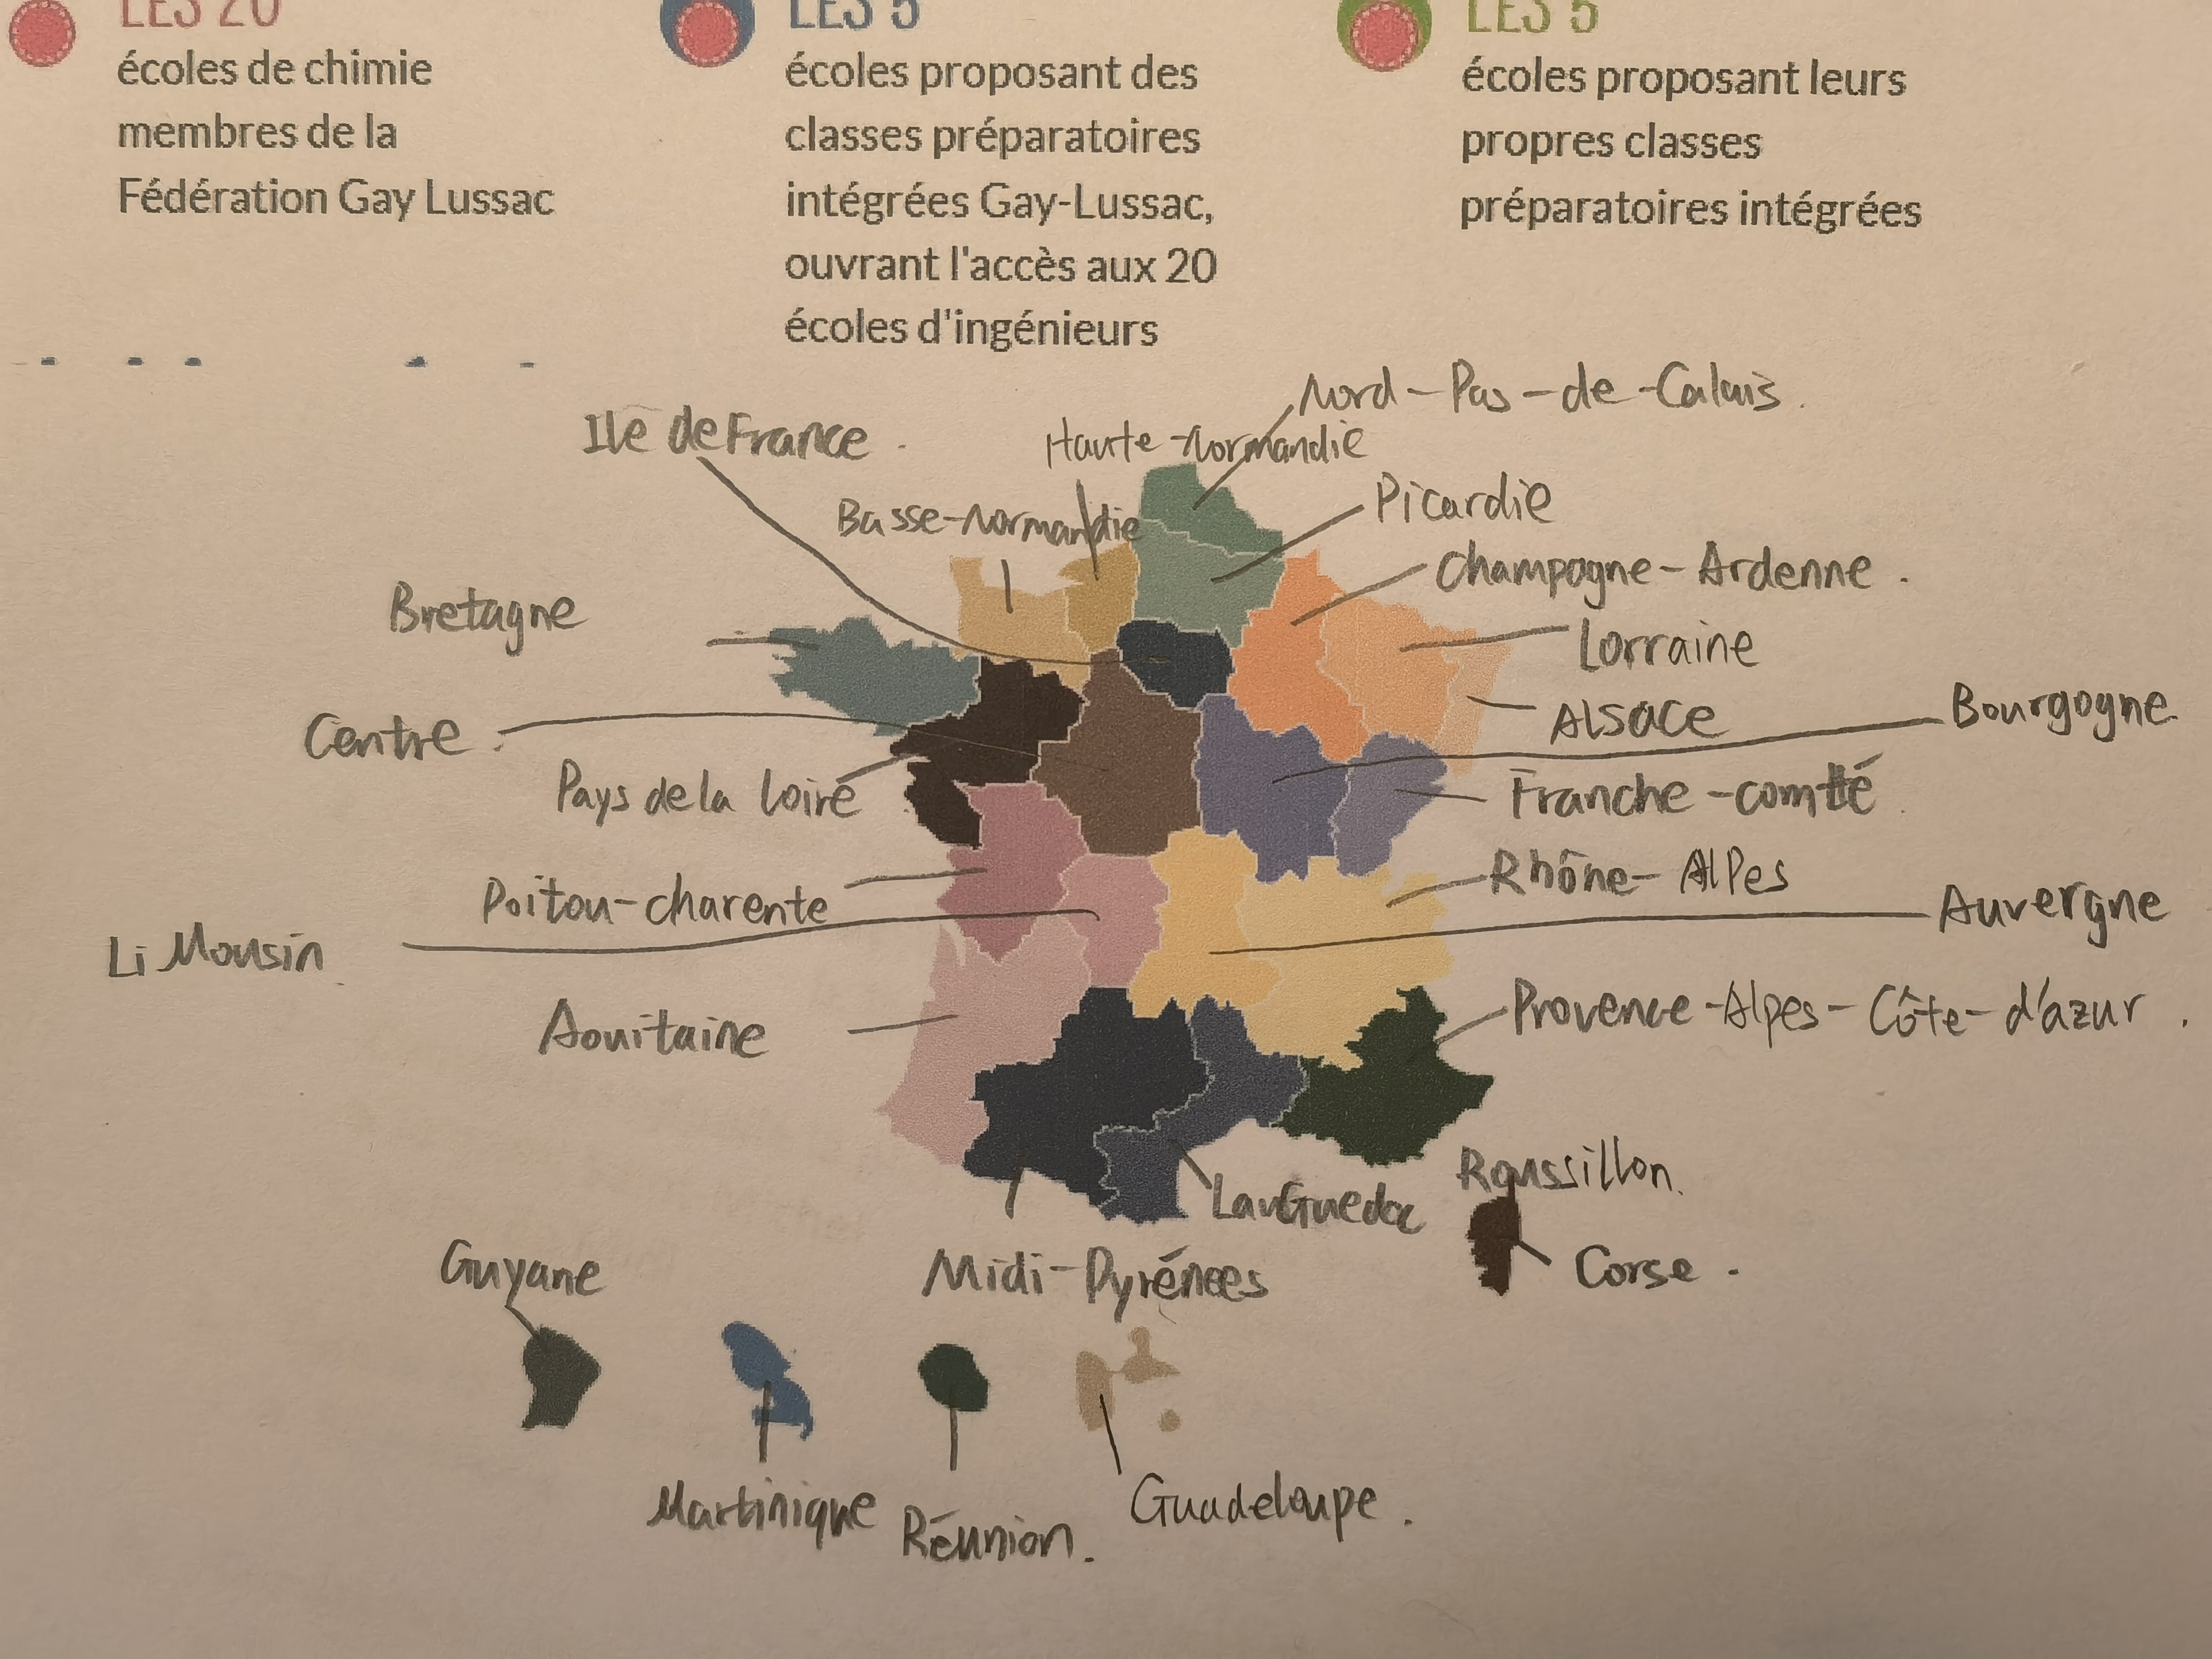 LES 20
écoles de chimie
membres de la
Fédération Gay Lussac
LES 5
écoles proposant des
classes préparatoires
intégrées Gay-Lussac,
ouvrant l'accès aux 20
écoles d'ingénieurs
LES 5
écoles proposant leurs
propres classes
préparatoires intégrées
Nord-Pas-de-Calais.
Ile de France.
Haute-Normandie
Picardie
Basse-Normandie
Champagne-Ardenne.
Bretagne
Lorraine
Alsace
Bourgogne
Centre
Pays de la Loire
Franche-comté
Rhône-Alpes
Poitou-charente
Auvergne
LiMousin
Provence-Alpes-Côte-d'azur.
Aouitaine
Roussillon.
LanGuedoc
Corse.
Midi-Pyrénées
Guyane
Martinique
Réunion.
Guadeloupe.